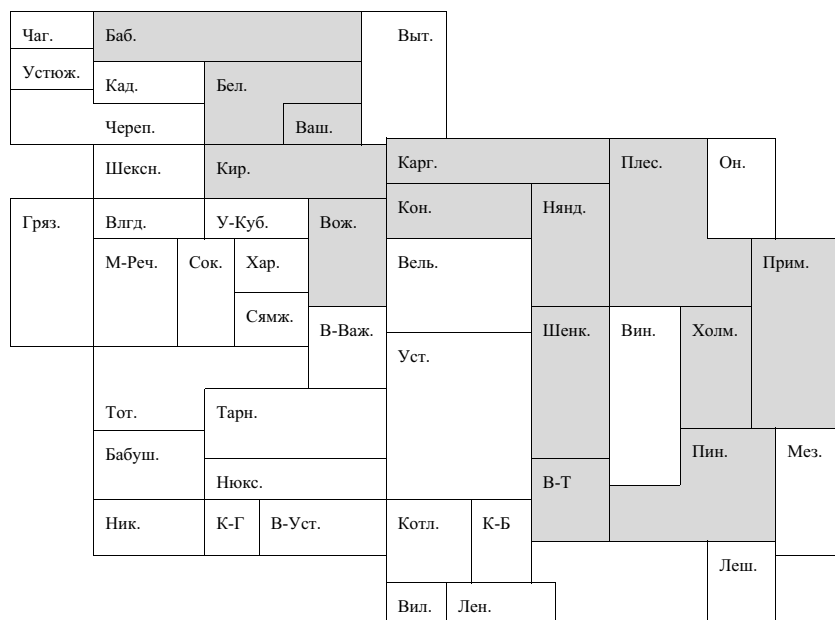 Чаг. Баб. Выт.
Устюж.
Кад. Бел.
Череп. Ваш.
Шексн. Кир. Карг. Плес. Он.
Гряз. Влгд. У-Куб. Вож. Кон. Нянд.
М-Реч. Сок. Хар. Вель. Прим.
Сямж. В-Важ. Шенк. Вин. Холм.
Уст.
Тот. Тарн.
Бабуш. Пин. Мез.
Нюкс. В-Т
Ник. К-Г В-Уст. Котл. К-Б
Леш.
Вил. Лен.